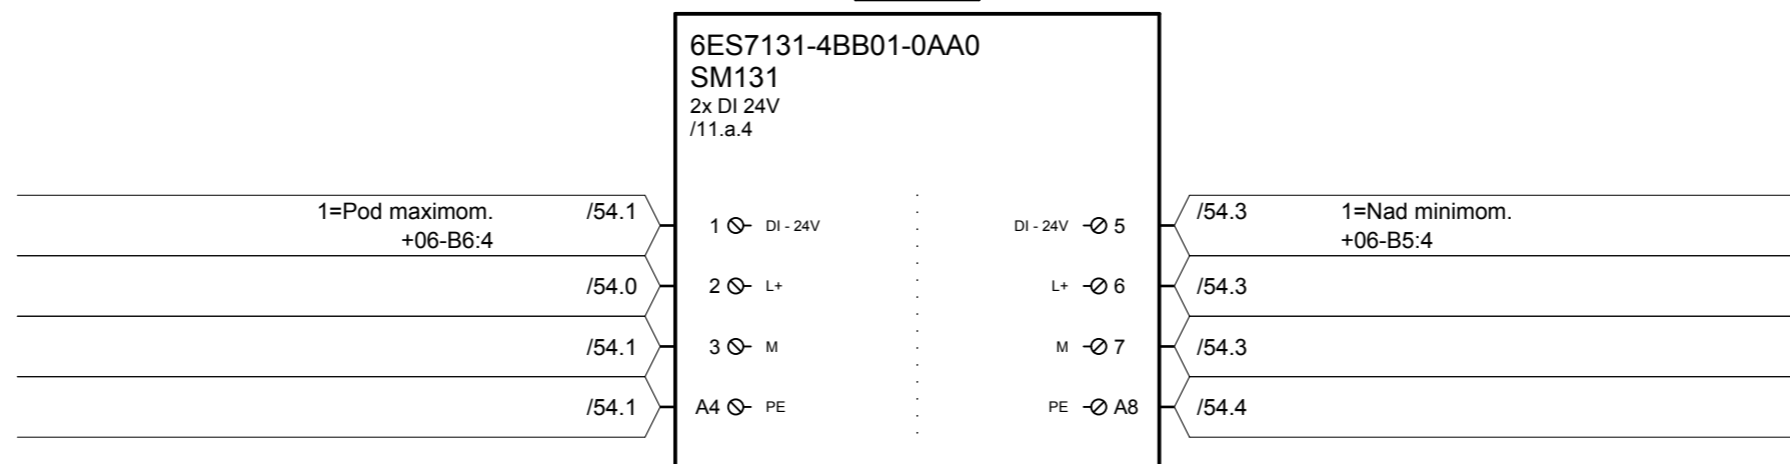 6ES7131-4BB01-0AA0
SM131
2x DI 24V
/11.a.4
1=Pod maximom. /54.1 1 DI - 24V DI - 24V 5 /54.3 1=Nad minimom.
+06-B6:4 +06-B5:4
/54.0 2 L+ L+ 6 /54.3
/54.1 3 M M 7 /54.3
/54.1 A4 PE PE A8 /54.4